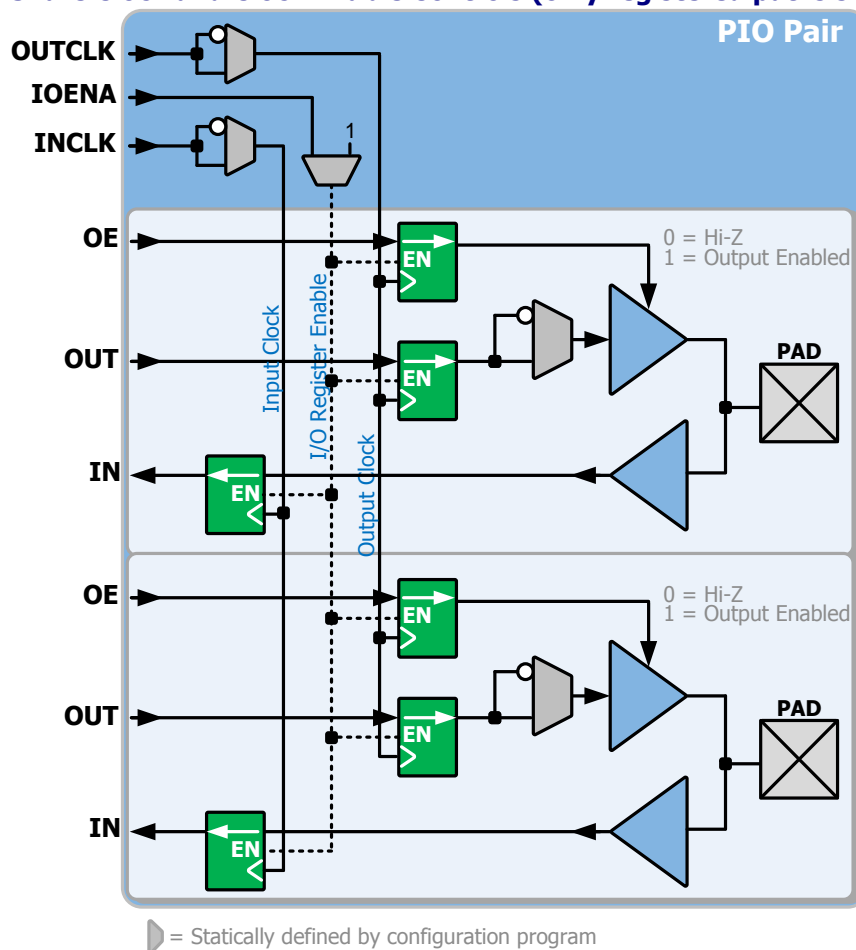 PIO Pair
OUTCLK
IOENA
INCLK
1
OE
EN
0 = Hi-Z
1 = Output Enabled
Input Clock
I/O Register Enable
Output Clock
OUT
EN
PAD
IN
EN
OE
EN
0 = Hi-Z
1 = Output Enabled
OUT
EN
PAD
IN
EN
= Statically defined by configuration program